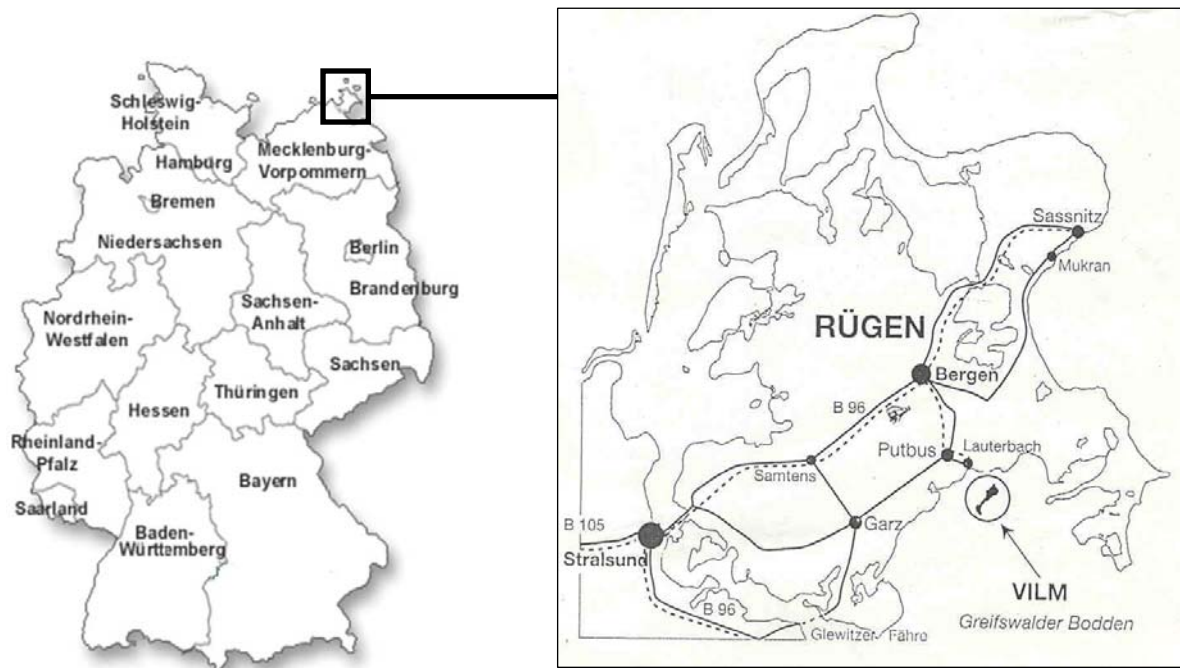 Schleswig-
Holstein
Hamburg
Mecklenburg-
Vorpommern
Bremen
Niedersachsen
Berlin
Brandenburg
Sachsen-
Anhalt
Nordrhein-
Westfalen
Sachsen
Thüringen
Hessen
Rheinland-
Pfalz
Saarland
Bayern
Baden-
Württemberg
Sassnitz
Mukran
RÜGEN
Bergen
B 96
Putbus
Lauterbach
Samtens
B 105
Garz
Stralsund
B 96
VILM
Glewitzer Fähre
Greifswalder Bodden